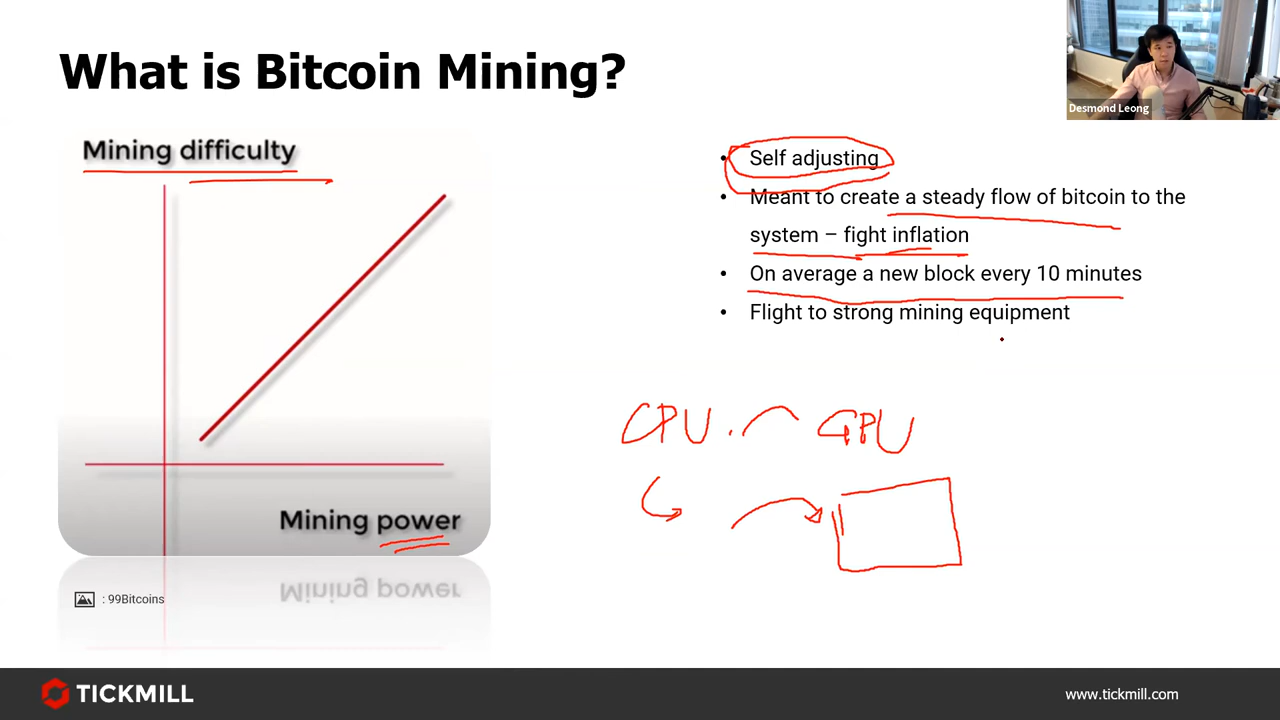 What is Bitcoin Mining?
Desmond Leong
Mining difficulty
• Self adjusting
• Meant to create a steady flow of bitcoin to the
system – fight inflation
• On average a new block every 10 minutes
• Flight to strong mining equipment
CPU. GPU
Mining power
Mining power
: 99Bitcoins
TICKMILL
www.tickmill.com